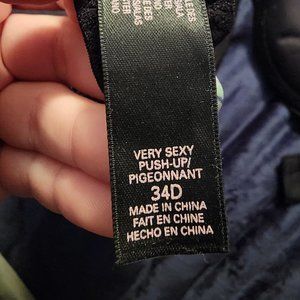 VERY SEXY
PUSH-UP/
PIGEONNANT
34D
MADE IN CHINA
FAIT EN CHINE
HECHO EN CHINA